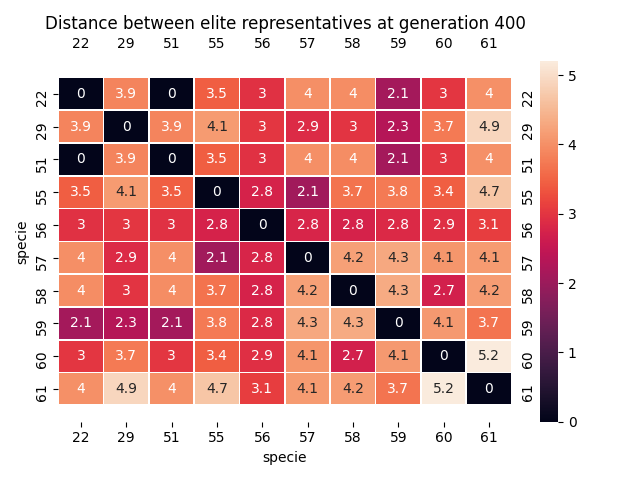 Distance between elite representatives at generation 400
22 29 51 55 56 57 58 59 60 61
5
22 0 3.9 0 3.5 3 4 4 2.1 3 4 22
29 3.9 0 3.9 4.1 3 2.9 3 2.3 3.7 4.9 29
4
51 0 3.9 0 3.5 3 4 4 2.1 3 4 51
55 3.5 4.1 3.5 0 2.8 2.1 3.7 3.8 3.4 4.7 55
3
56 3 3 3 2.8 0 2.8 2.8 2.8 2.9 3.1 56
specie
57 4 2.9 4 2.1 2.8 0 4.2 4.3 4.1 4.1 57
2
58 4 3 4 3.7 2.8 4.2 0 4.3 2.7 4.2 58
59 2.1 2.3 2.1 3.8 2.8 4.3 4.3 0 4.1 3.7 59
1
60 3 3.7 3 3.4 2.9 4.1 2.7 4.1 0 5.2 60
61 4 4.9 4 4.7 3.1 4.1 4.2 3.7 5.2 0 61
0
22 29 51 55 56 57 58 59 60 61
specie